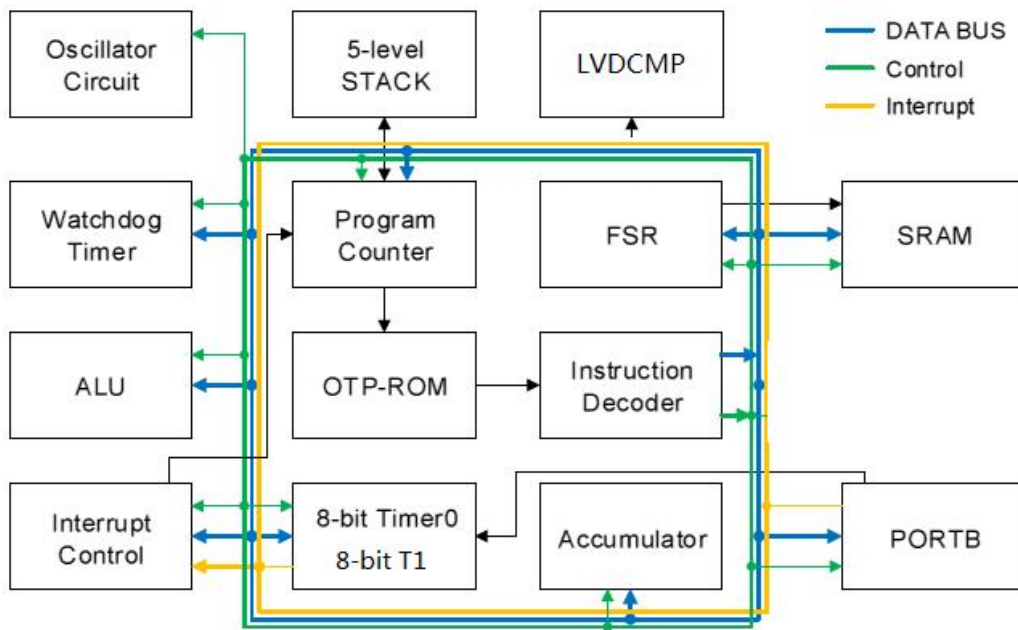 Oscillator
Circuit
5-level
STACK
LVDCMP
DATA BUS
Control
Interrupt
Watchdog
Timer
Program
Counter
FSR
SRAM
ALU
OTP-ROM
Instruction
Decoder
Interrupt
Control
8-bit Timer0
8-bit T1
Accumulator
PORTB